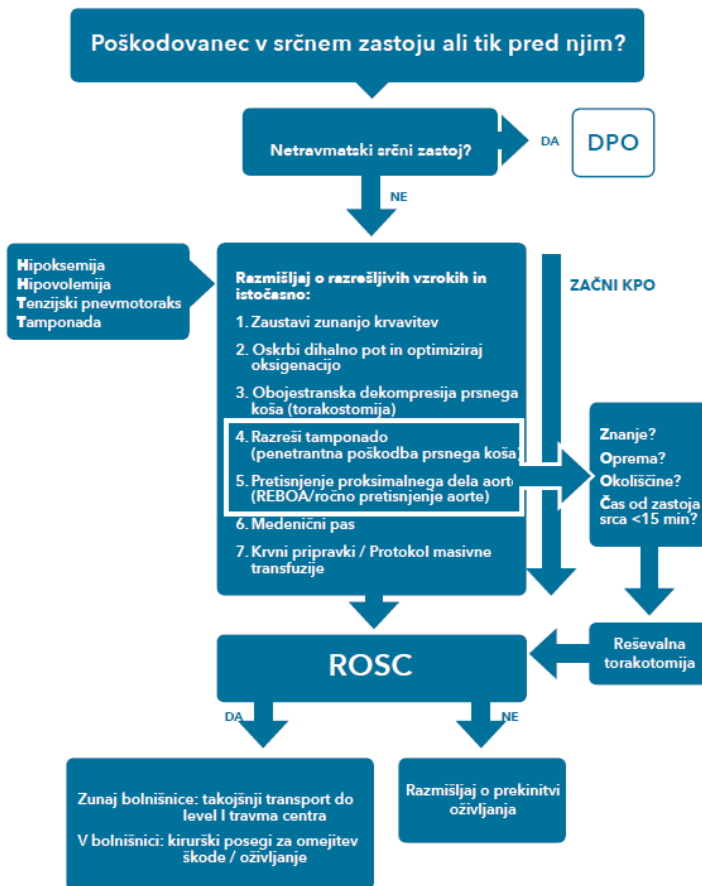 Poškodovanec v srčnem zastoju ali tik pred njim?
Netravmatski srčni zastoj?
DA
DPO
NE
Hipoksemija
Hipovolemija
Tenzijski pnevmotoraks
Tamponada
Razmišljaj o razrešljivih vzrokih in
istočasno:
1. Zaustavi zunanjo krvavitev
2. Oskrbi dihalno pot in optimiziraj
oksigenacijo
3. Obojestranska dekompresija prsnega
koša (torakostomija)
4. Razreši tamponado
(penetrantna poškodba prsnega koša)
5. Pretisnjenje proksimalnega dela aorte
(REBOA/ročno pretisnjenje aorte)
6. Medenični pas
7. Krvni pripravki / Protokol masivne
transfuzije
ZAČNI KPO
Znanje?
Oprema?
Okoliščine?
Čas od zastoja
srca <15 min?
Reševalna
torakotomija
ROSC
DA
NE
Zunaj bolnišnice: takojšnji transport do
level I travma centra
V bolnišnici: kirurški posegi za omejitev
škode / oživljanje
Razmišljaj o prekinitvi
oživljanja